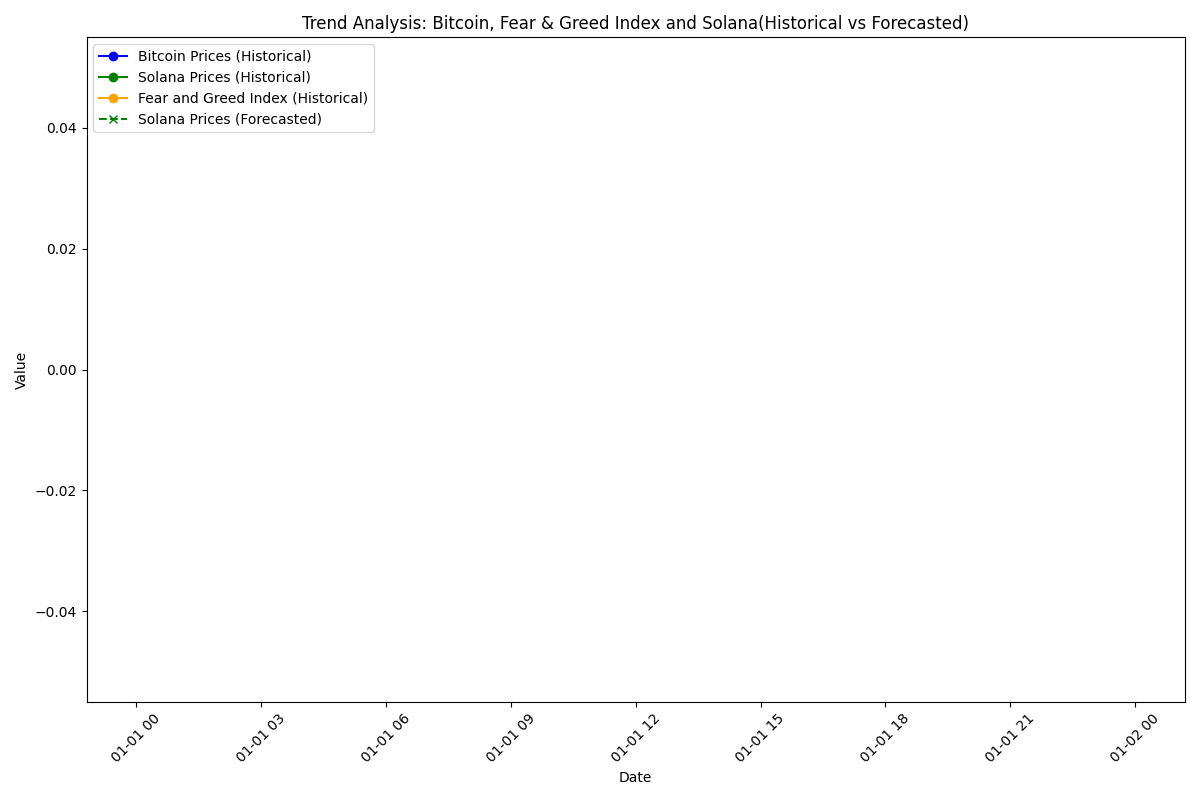 Trend Analysis: Bitcoin, Fear & Greed Index and Solana(Historical vs Forecasted)
Bitcoin Prices (Historical)
Solana Prices (Historical)
Fear and Greed Index (Historical)
Solana Prices (Forecasted)
0.04
0.02
0.00
−0.02
−0.04
Value
01-01 00
01-01 03
01-01 06
01-01 09
01-01 12
01-01 15
01-01 18
01-01 21
01-02 00
Date